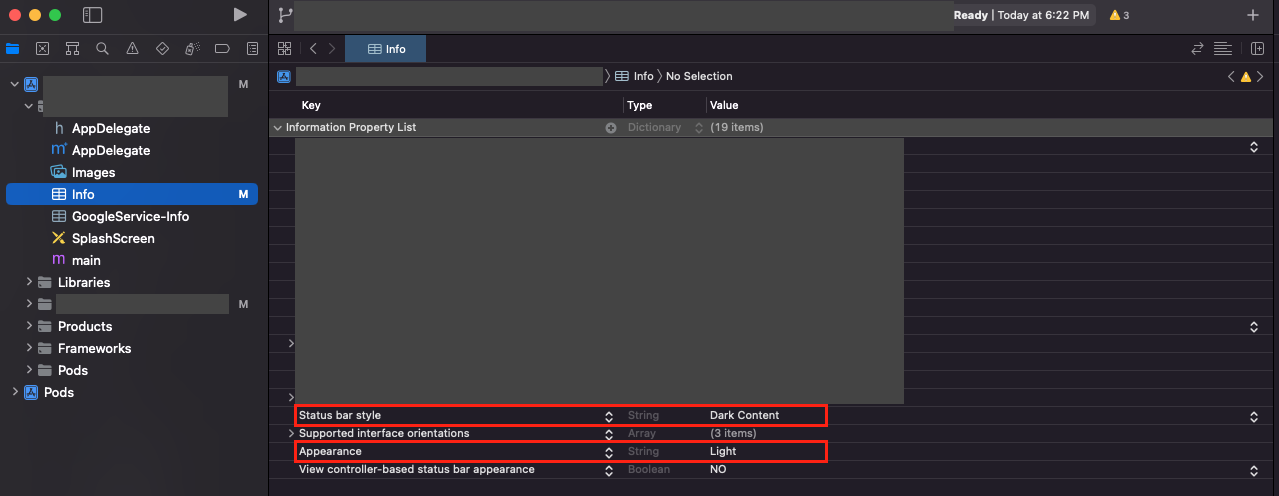 Ready | Today at 6:22 PM
3
Info
Info
No Selection
Key
Type
Value
Information Property List
Dictionary
(19 items)
M
AppDelegate
AppDelegate
Images
Info
M
GoogleService-Info
SplashScreen
main
Libraries
M
Products
Frameworks
Pods
Pods
Status bar style
String
Dark Content
Supported interface orientations
Array
(3 items)
Appearance
String
Light
View controller-based status bar appearance
Boolean
NO